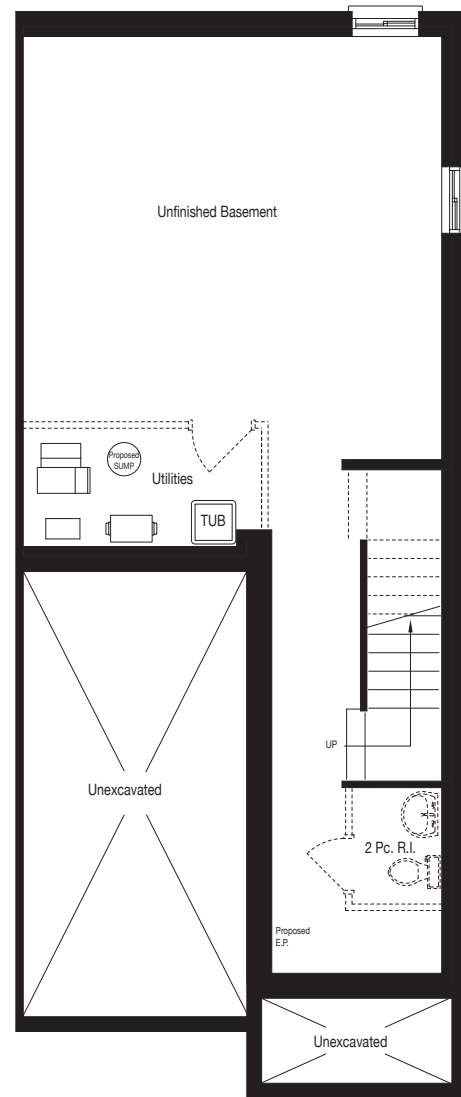 Unfinished Basement
Proposed
SUMP
Utilities
TUB
UP
Unexcavated
2 Pc. R.I.
Proposed
E.P.
Unexcavated